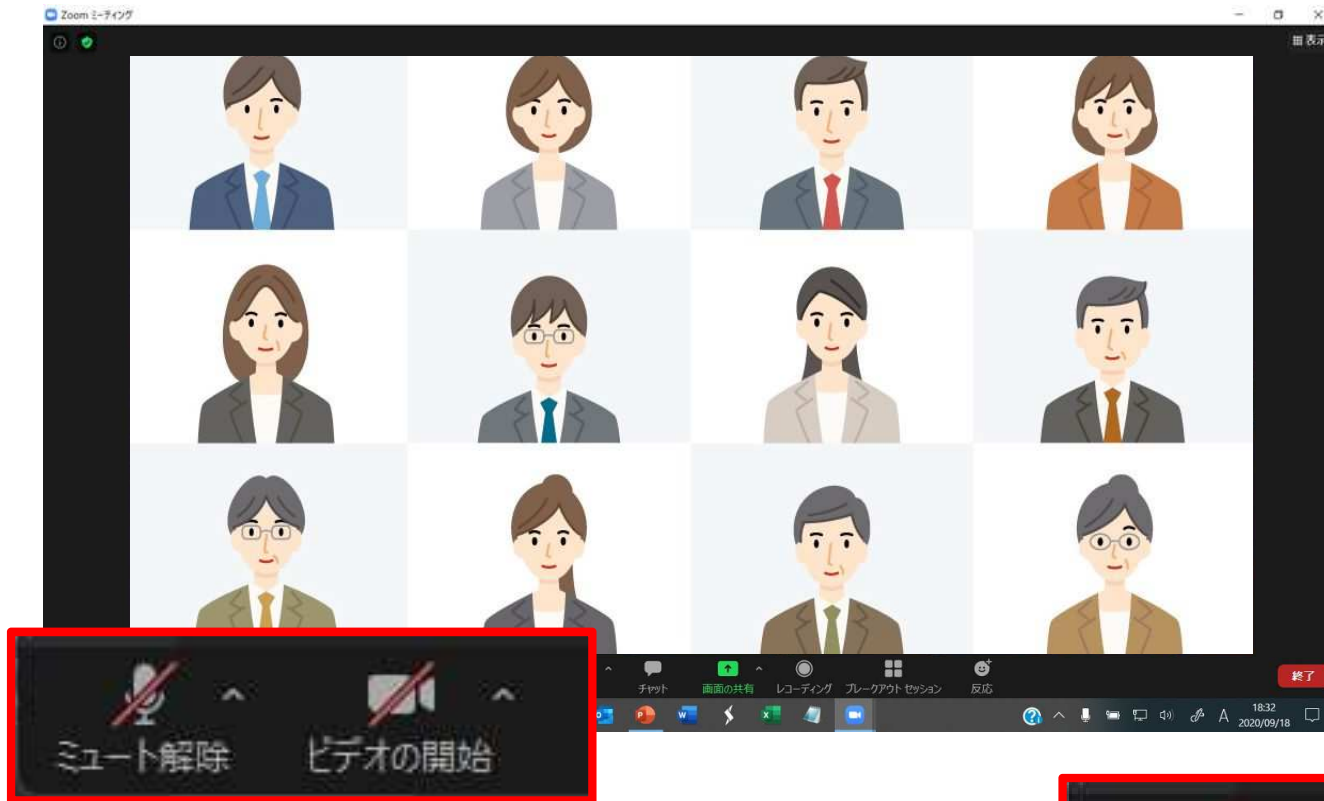 Zoom ミーティング
表示
チャット
画面の共有
レコーディング
ブレークアウト セッション
反応
終了
A
18:32
2020/09/18
ミュート解除
ビデオの開始